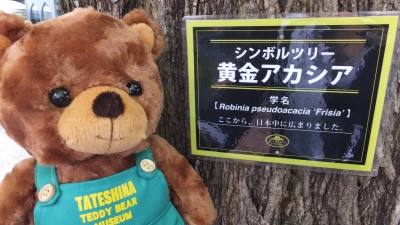 シンボルツリー
黄金アカシア
学名
【Robinia pseudoacacia 'Frisia'】
ここから、日本中に広まりました。
TATESHINA
TEDDY BEAR
MUSEUM